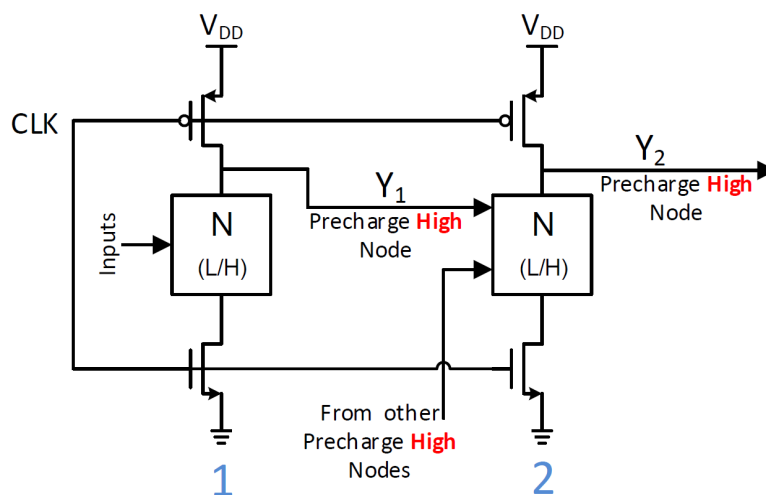 V_DD
V_DD
CLK
Y_1
Precharge High
Node
Y_2
Precharge High
Node
Inputs
N
(L/H)
N
(L/H)
From other
Precharge High
Nodes
1
2